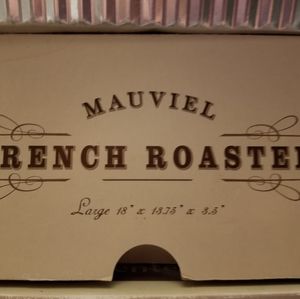 MAUVIEL
RENCH ROASTE
Large 18" x 13.75" x 3.5"